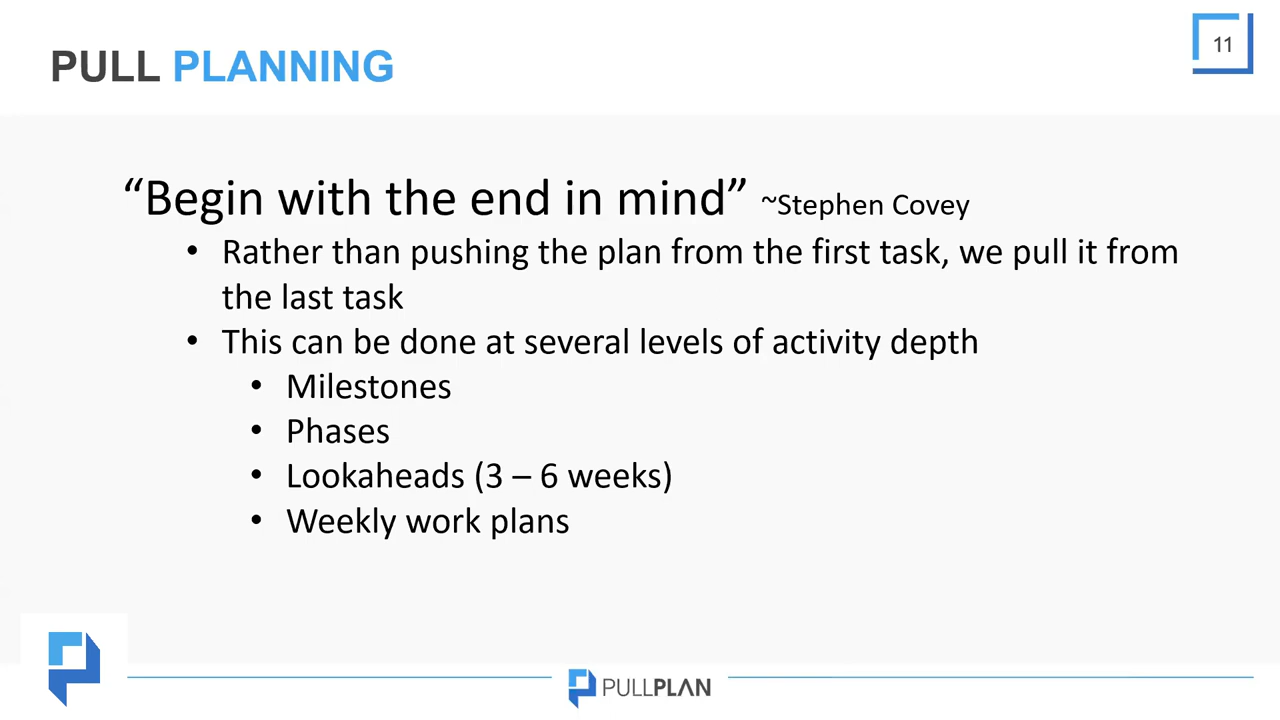 PULL PLANNING
11
“Begin with the end in mind” ~Stephen Covey
• Rather than pushing the plan from the first task, we pull it from
the last task
• This can be done at several levels of activity depth
• Milestones
• Phases
• Lookaheads (3 – 6 weeks)
• Weekly work plans
PULLPLAN